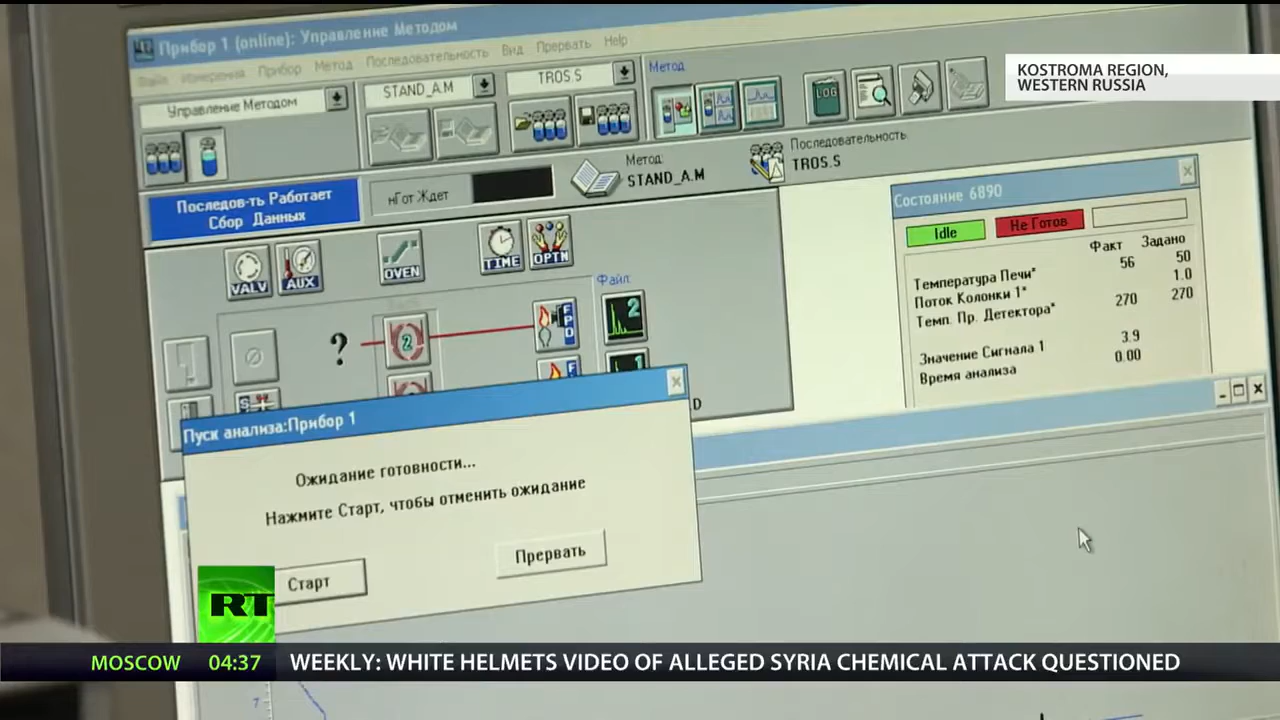 Прибор 1 (online): Управление Методом
Файл Измерения Прибор Метод Последовательность Вид Прервать Help
Управление Методом
STAND_A.M
TROS.S
Метод
LOG
KOSTROMA REGION,
WESTERN RUSSIA
Последов-ть Работает
Сбор Данных
нГот Ждет
Метод:
STAND_A.M
Последовательность
TROS.S
VALV
AUX
OVEN
TIME
OPTN
Файл
?
2
FPD
2
1
Состояние 6890
Idle
Не Готов
Факт Задано
Температура Печи* 56 50
Поток Колонки 1* 1.0
Темп. Пр. Детектора* 270 270
Значение Сигнала 1 3.9
Время анализа 0.00
Пуск анализа:Прибор 1
Ожидание готовности...
Нажмите Старт, чтобы отменить ожидание
Старт
Прервать
RT
MOSCOW 04:37 WEEKLY: WHITE HELMETS VIDEO OF ALLEGED SYRIA CHEMICAL ATTACK QUESTIONED
7